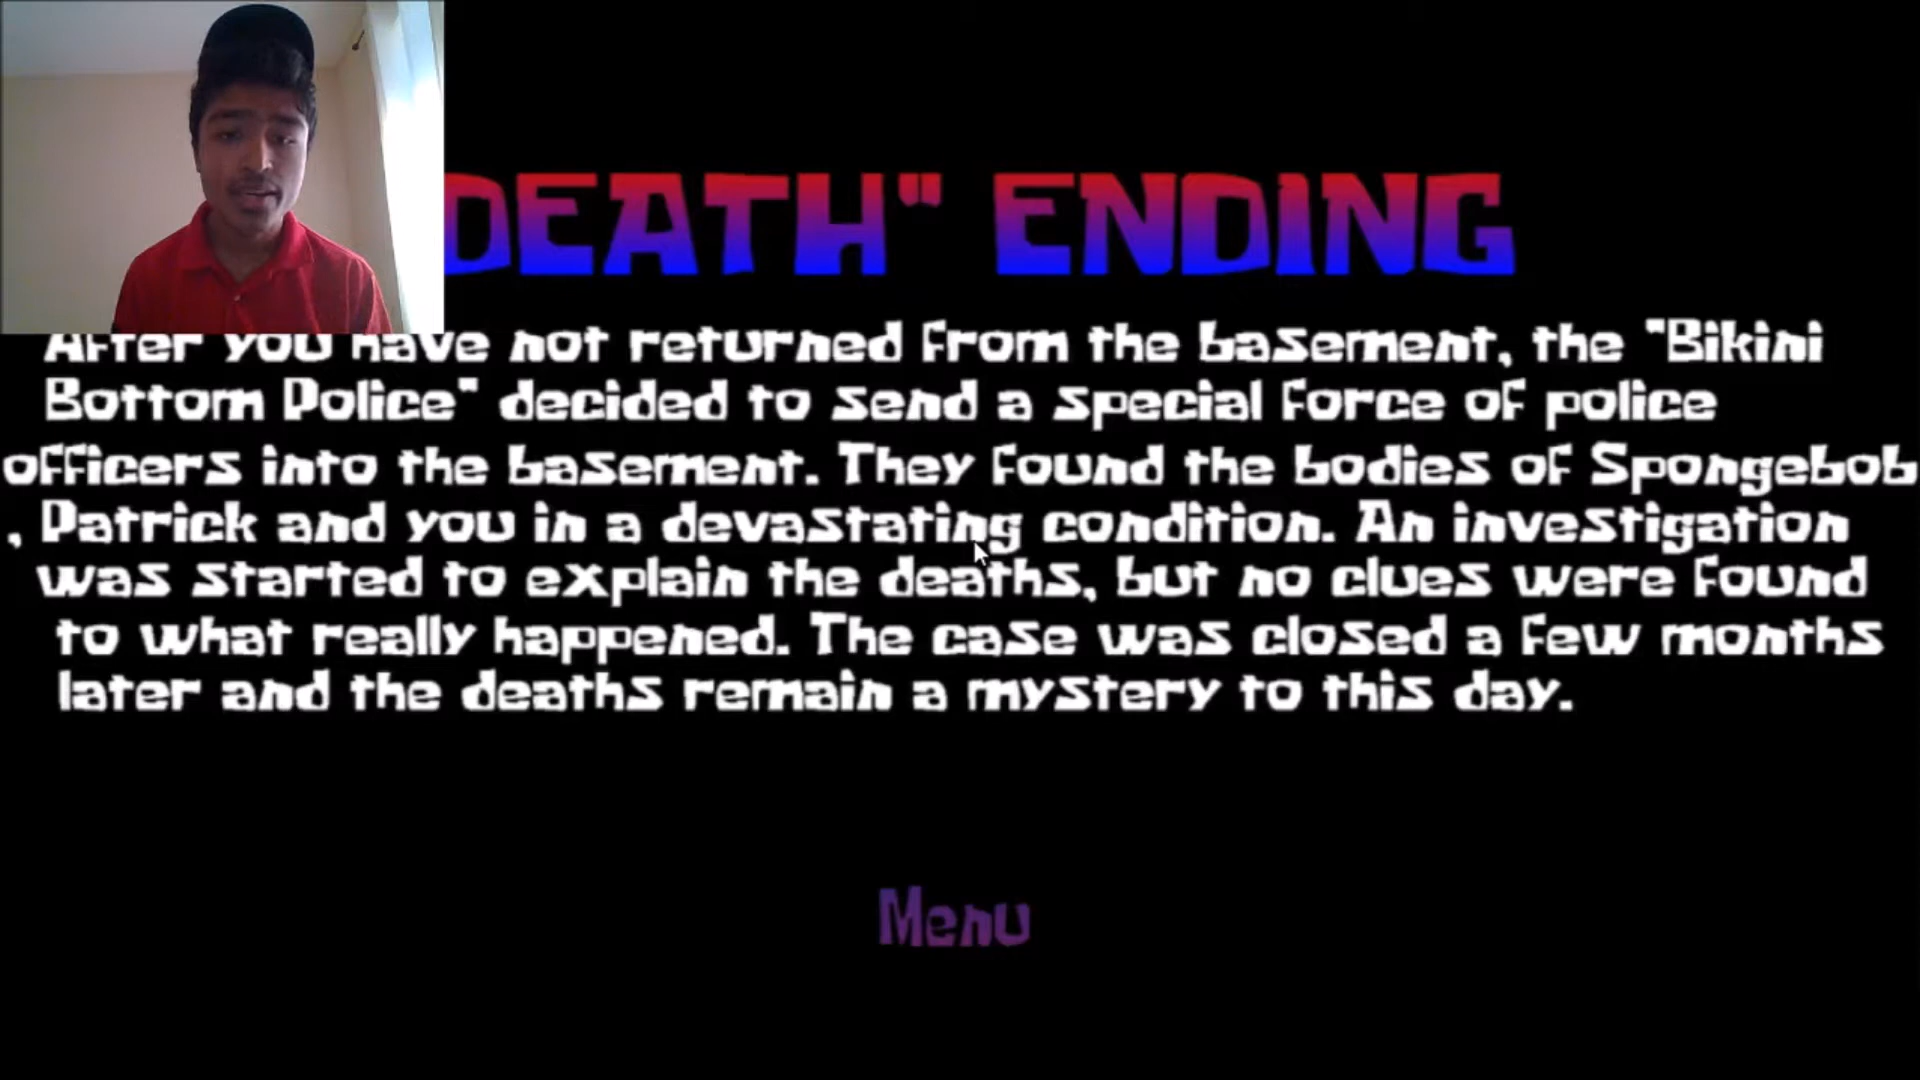 DEATH" ENDING
After you have not returned from the basement, the "Bikini
Bottom Police" decided to send a special force of police
officers into the basement. They found the bodies of Spongebob
, Patrick and you in a devastating condition. An investigation
was started to explain the deaths, but no clues were found
to what really happened. The case was closed a few months
later and the deaths remain a mystery to this day.
Menu